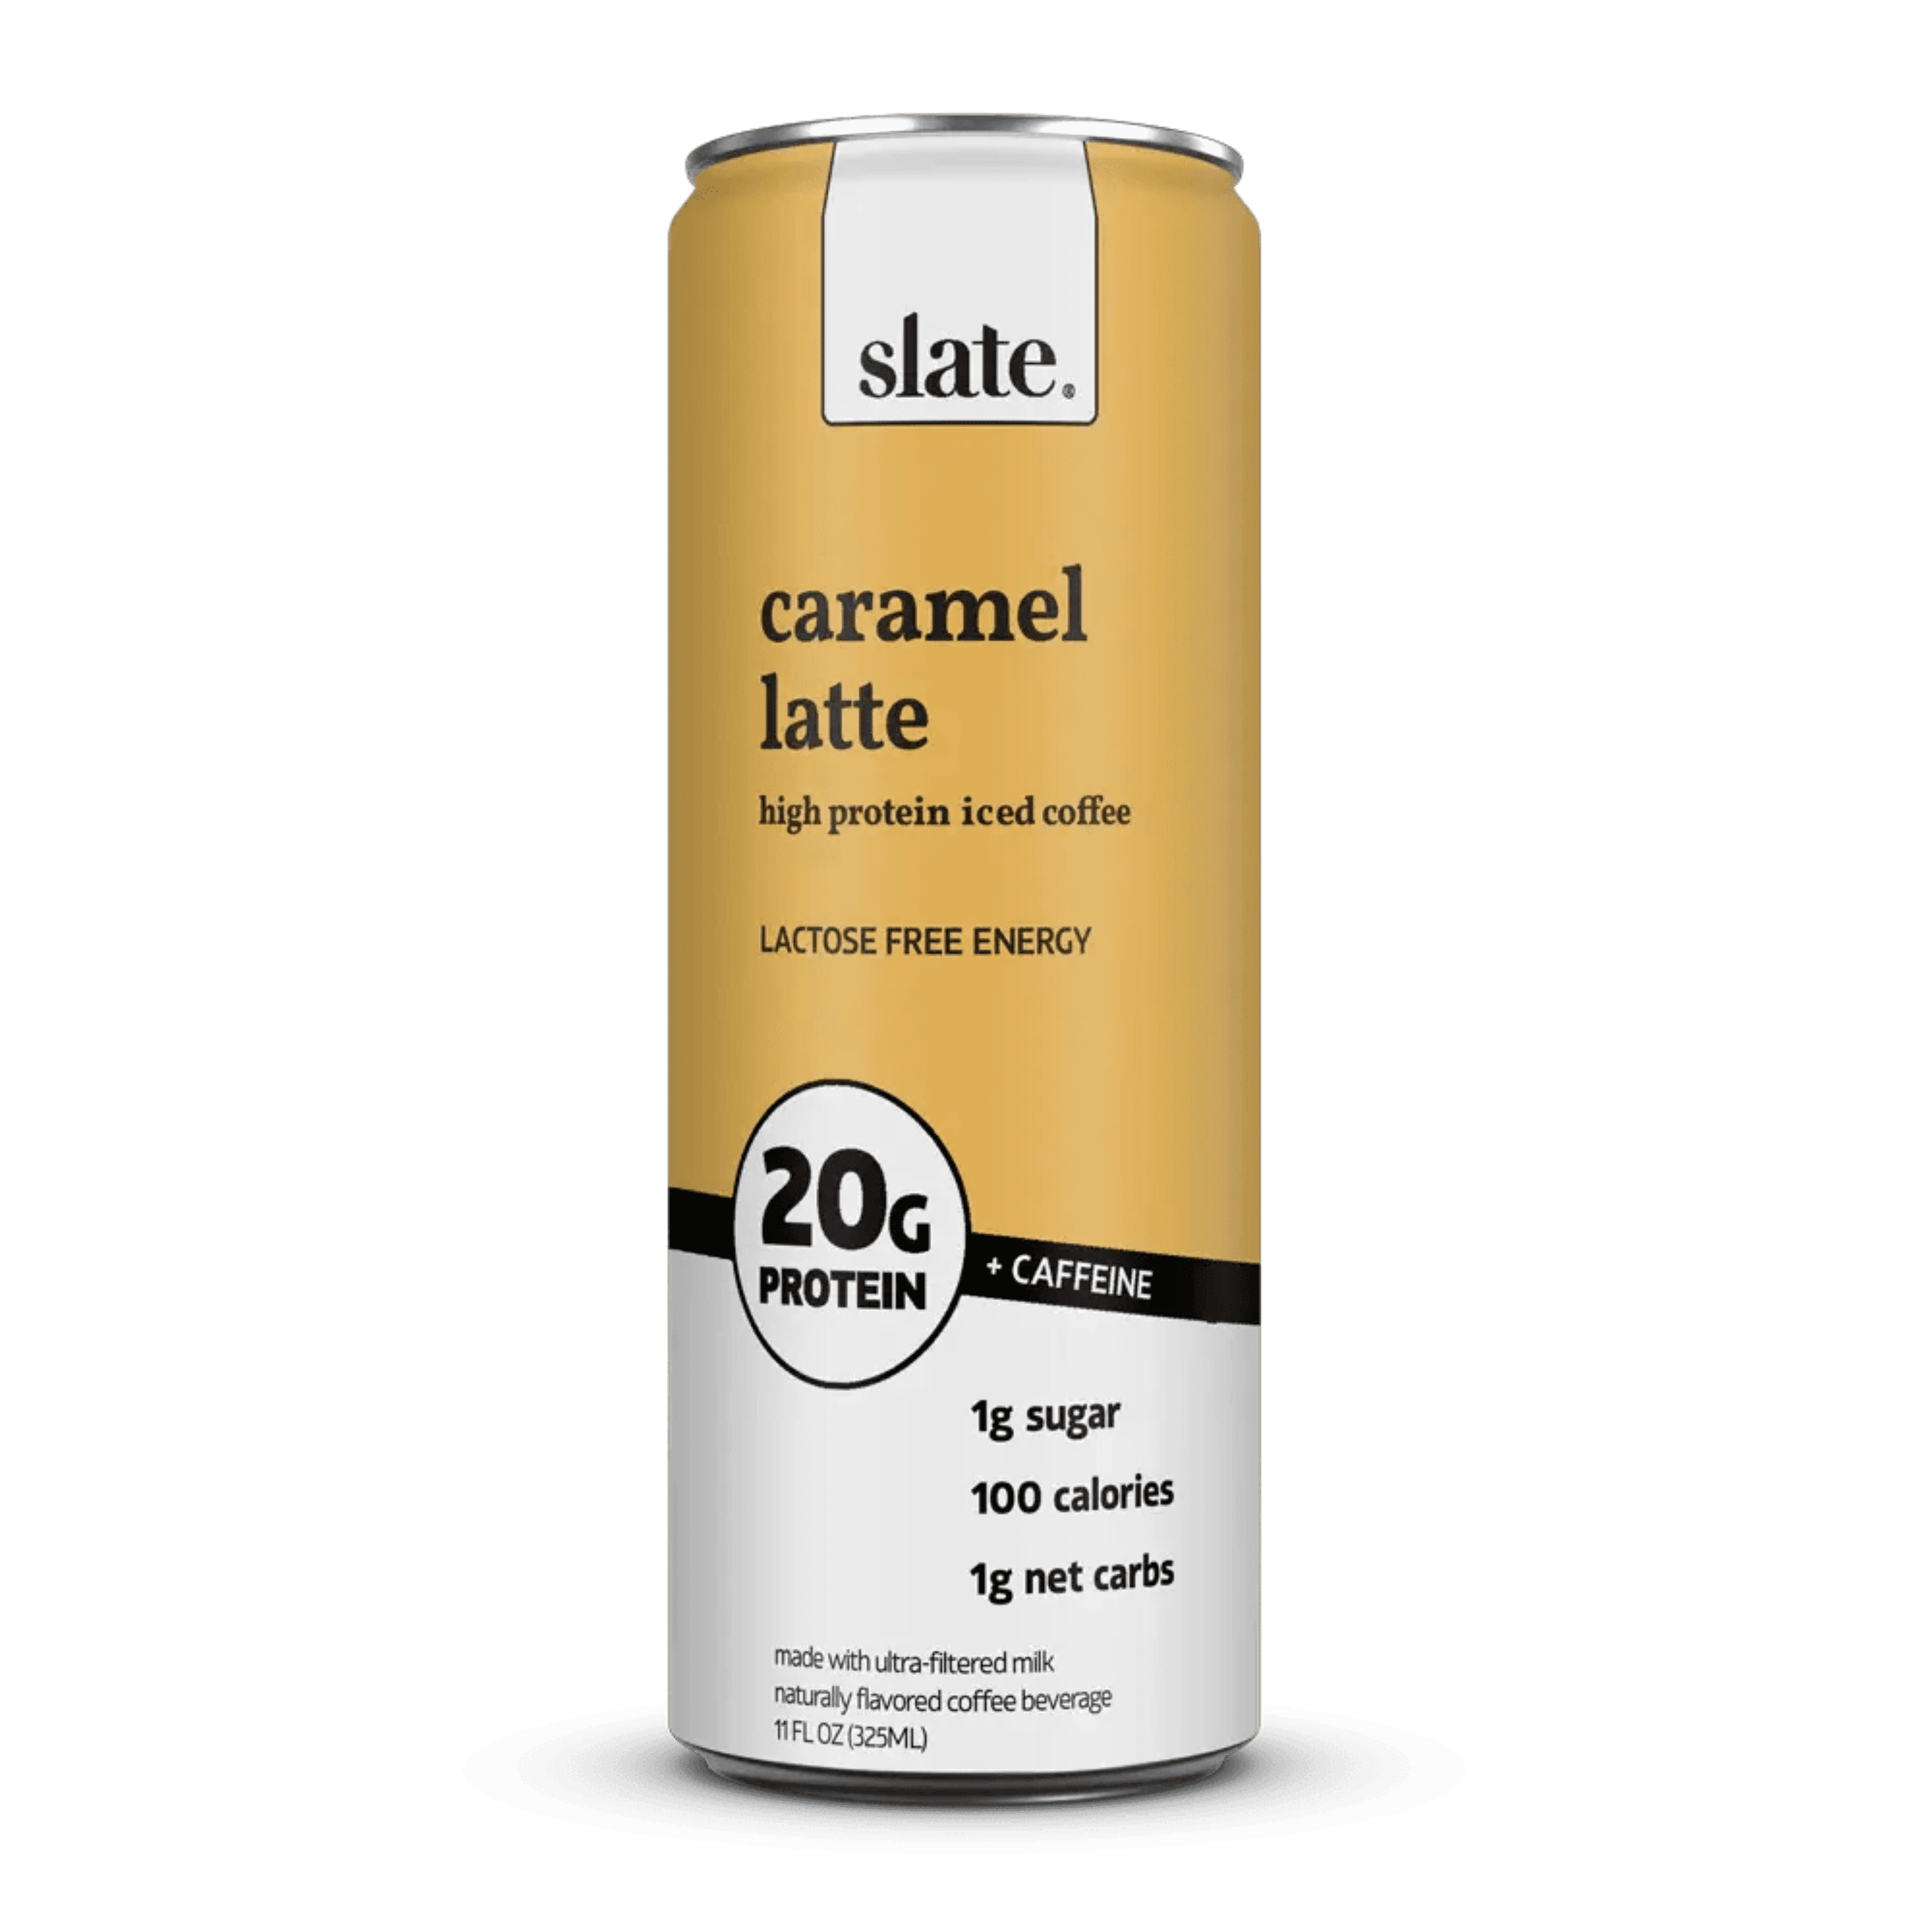 slate.®
caramel
latte
high protein iced coffee
LACTOSE FREE ENERGY
20G
PROTEIN
+ CAFFEINE
1g sugar
100 calories
1g net carbs
made with ultra-filtered milk
naturally flavored coffee beverage
11 FL OZ (325ML)